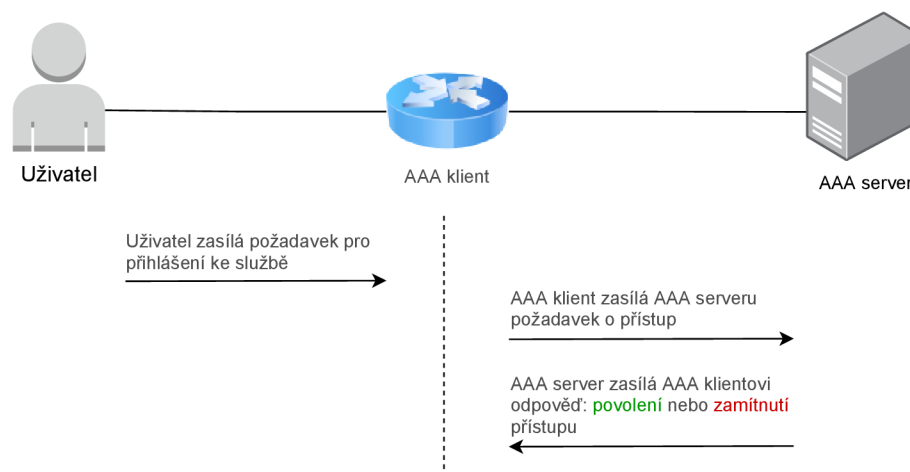 Uživatel
AAA klient
AAA server
Uživatel zasílá požadavek pro
přihlášení ke službě
AAA klient zasílá AAA serveru
požadavek o přístup
AAA server zasílá AAA klientovi
odpověď: povolení nebo zamítnutí
přístupu